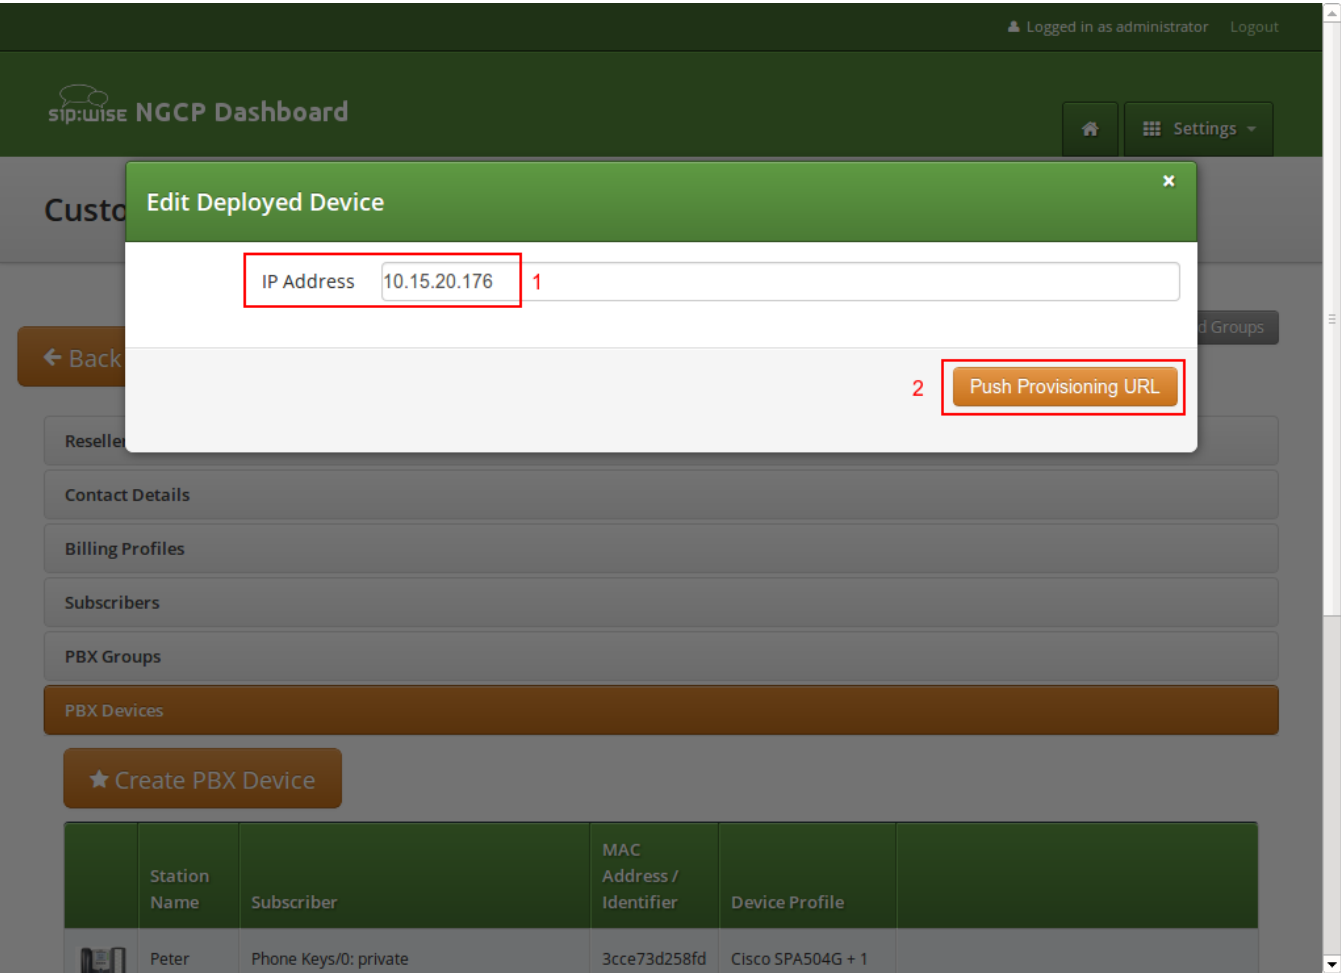 Logged in as administrator Logout
sip:wise NGCP Dashboard
Settings
Custo
Edit Deployed Device
IP Address 10.15.20.176 1
d Groups
Back
2 Push Provisioning URL
Reseller
Contact Details
Billing Profiles
Subscribers
PBX Groups
PBX Devices
Create PBX Device
Station Name
Subscriber
MAC Address / Identifier
Device Profile
Peter Phone Keys/0: private 3cce73d258fd Cisco SPA504G + 1